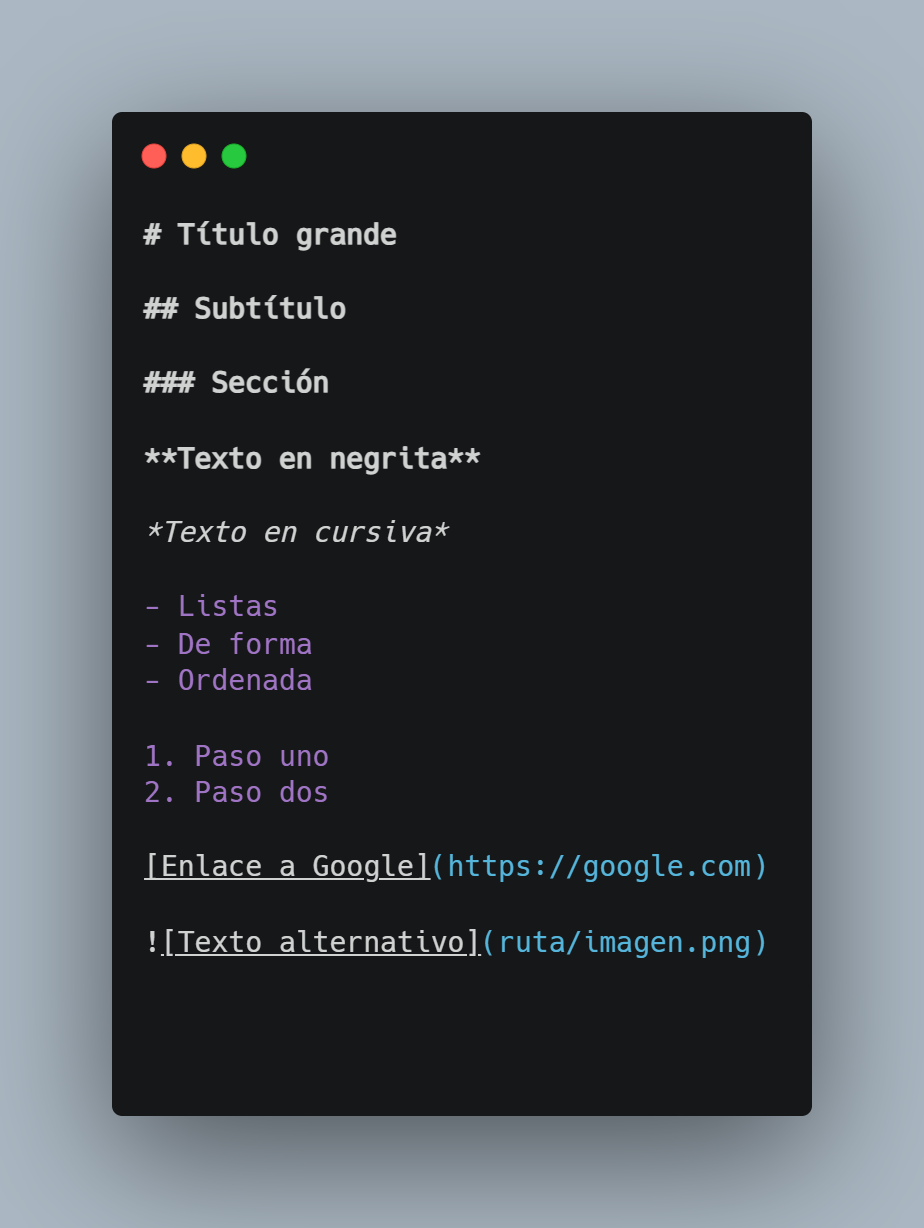 # Título grande
## Subtítulo
### Sección
**Texto en negrita**
*Texto en cursiva*
- Listas
- De forma
- Ordenada
1. Paso uno
2. Paso dos
[Enlace a Google](https://google.com)
![Texto alternativo](ruta/imagen.png)